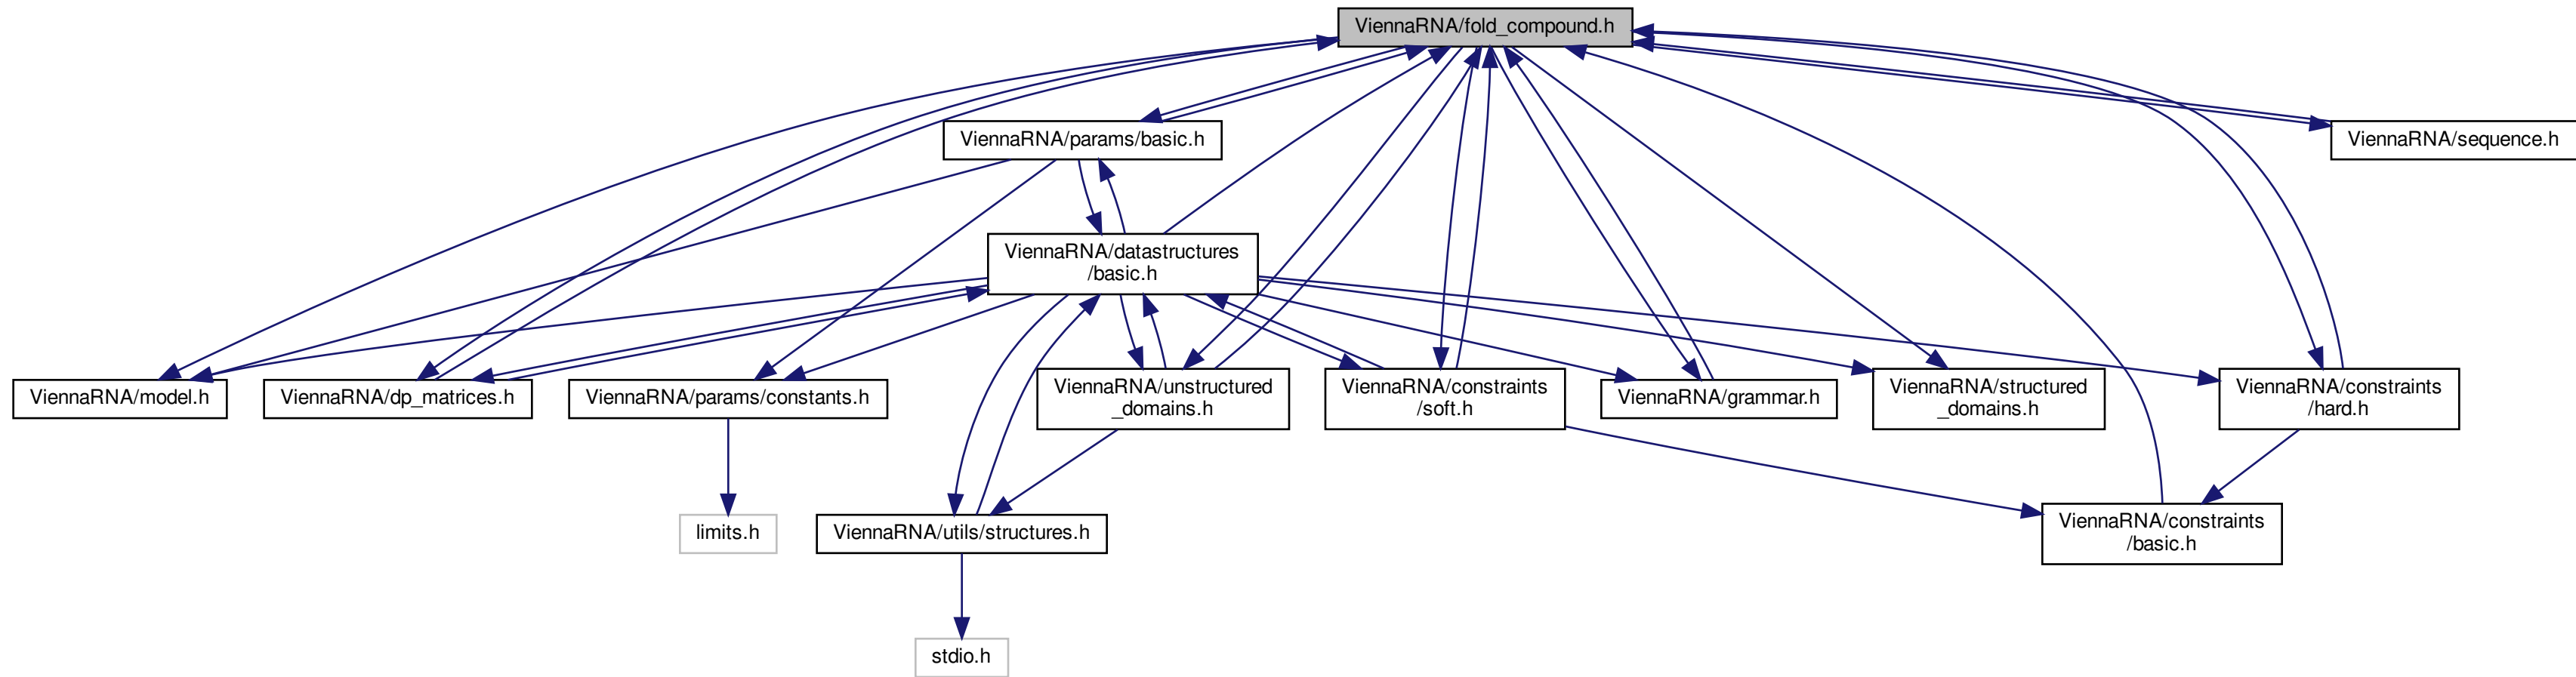 ViennaRNA/fold_compound.h
ViennaRNA/params/basic.h
ViennaRNA/sequence.h
ViennaRNA/datastructures
/basic.h
ViennaRNA/model.h
ViennaRNA/dp_matrices.h
ViennaRNA/params/constants.h
ViennaRNA/unstructured
_domains.h
ViennaRNA/constraints
/soft.h
ViennaRNA/grammar.h
ViennaRNA/structured
_domains.h
ViennaRNA/constraints
/hard.h
limits.h
ViennaRNA/utils/structures.h
ViennaRNA/constraints
/basic.h
stdio.h